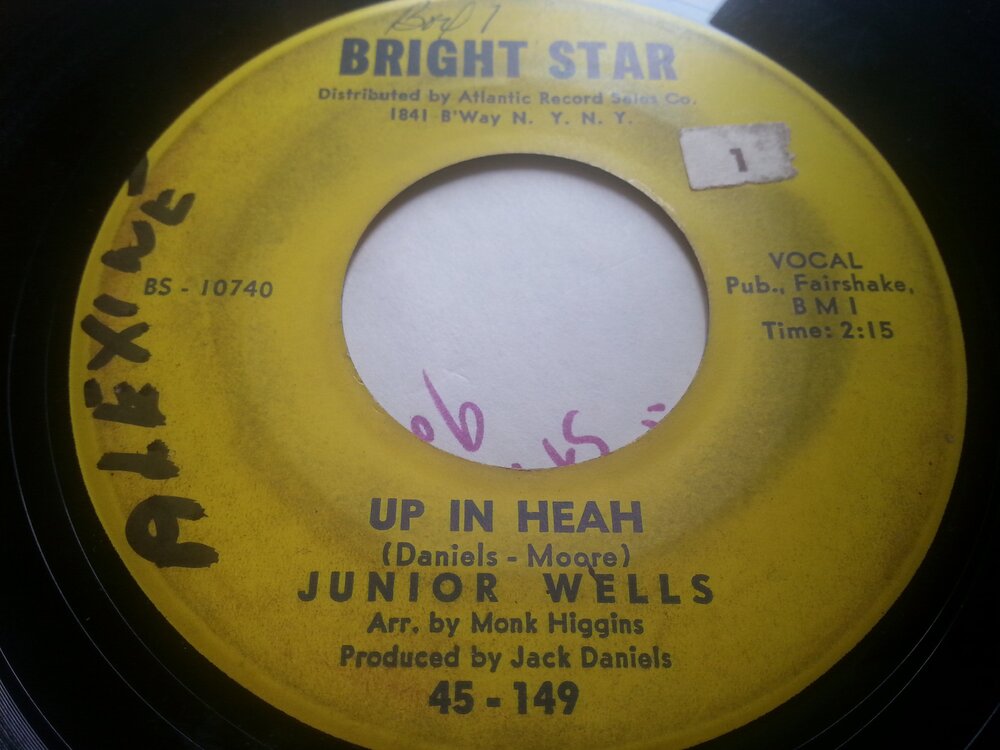 BRIGHT STAR
Distributed by Atlantic Record Sales Co.
1841 B'Way N. Y. N. Y.
1
ALEXINE
BS - 10740
VOCAL
Pub., Fairshake,
B M I
Time: 2:15
UP IN HEAH
(Daniels - Moore)
JUNIOR WELLS
Arr. by Monk Higgins
Produced by Jack Daniels
45 - 149